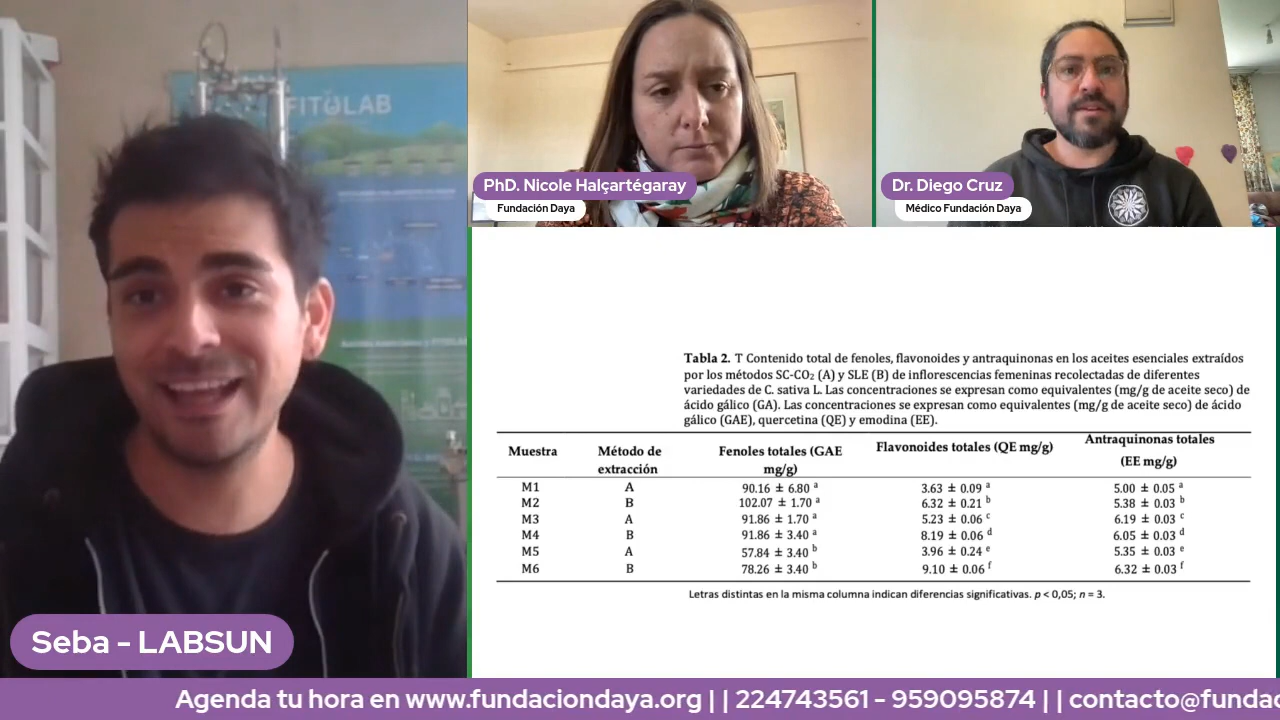 FITOLAB
PhD. Nicole Halçartégaray
Fundación Daya
Dr. Diego Cruz
Médico Fundación Daya
Tabla 2. T Contenido total de fenoles, flavonoides y antraquinonas en los aceites esenciales extraídos
por los métodos SC-CO₂ (A) y SLE (B) de inflorescencias femeninas recolectadas de diferentes
variedades de C. sativa L. Las concentraciones se expresan como equivalentes (mg/g de aceite seco) de
ácido gálico (GA). Las concentraciones se expresan como equivalentes (mg/g de aceite seco) de ácido
gálico (GAE), quercetina (QE) y emodina (EE).
Muestra Método de extracción Fenoles totales (GAE mg/g) Flavonoides totales (QE mg/g) Antraquinonas totales (EE mg/g)
M1 A 90.16 ± 6.80 ᵃ 3.63 ± 0.09 ᵃ 5.00 ± 0.05 ᵃ
M2 B 102.07 ± 1.70 ᵃ 6.32 ± 0.21 ᵇ 5.38 ± 0.03 ᵇ
M3 A 91.86 ± 1.70 ᵃ 5.23 ± 0.06 ᶜ 6.19 ± 0.03 ᶜ
M4 B 91.86 ± 3.40 ᵃ 8.19 ± 0.06 ᵈ 6.05 ± 0.03 ᵈ
M5 A 57.84 ± 3.40 ᵇ 3.96 ± 0.24 ᵉ 5.35 ± 0.03 ᵉ
M6 B 78.26 ± 3.40 ᵇ 9.10 ± 0.06 ᶠ 6.32 ± 0.03 ᶠ
Letras distintas en la misma columna indican diferencias significativas. p < 0,05; n = 3.
Seba - LABSUN
Agenda tu hora en www.fundaciondaya.org | | 224743561 - 959095874 | | contacto@fundac